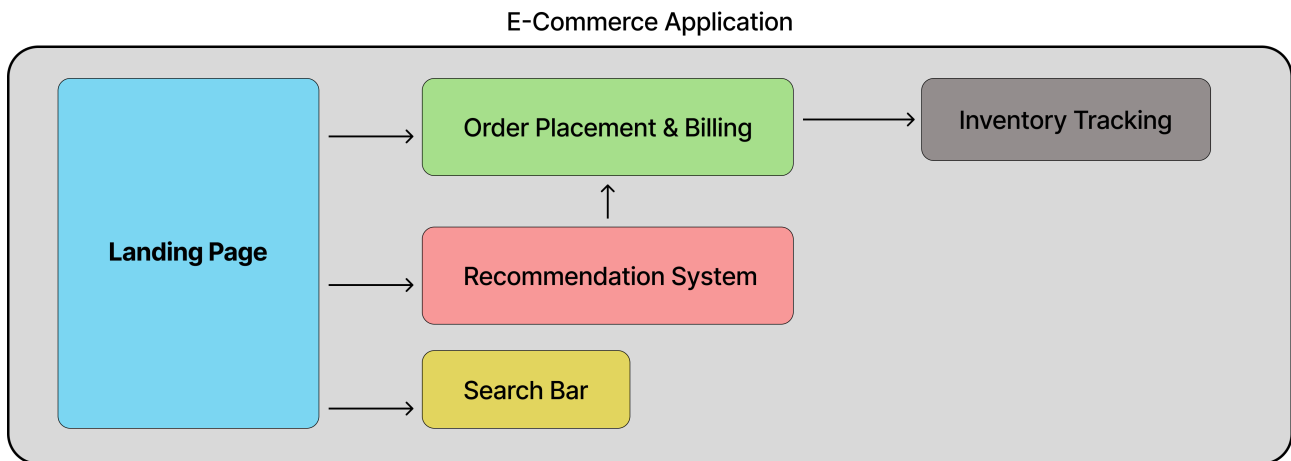 E-Commerce Application
Landing Page
Order Placement & Billing
Inventory Tracking
Recommendation System
Search Bar